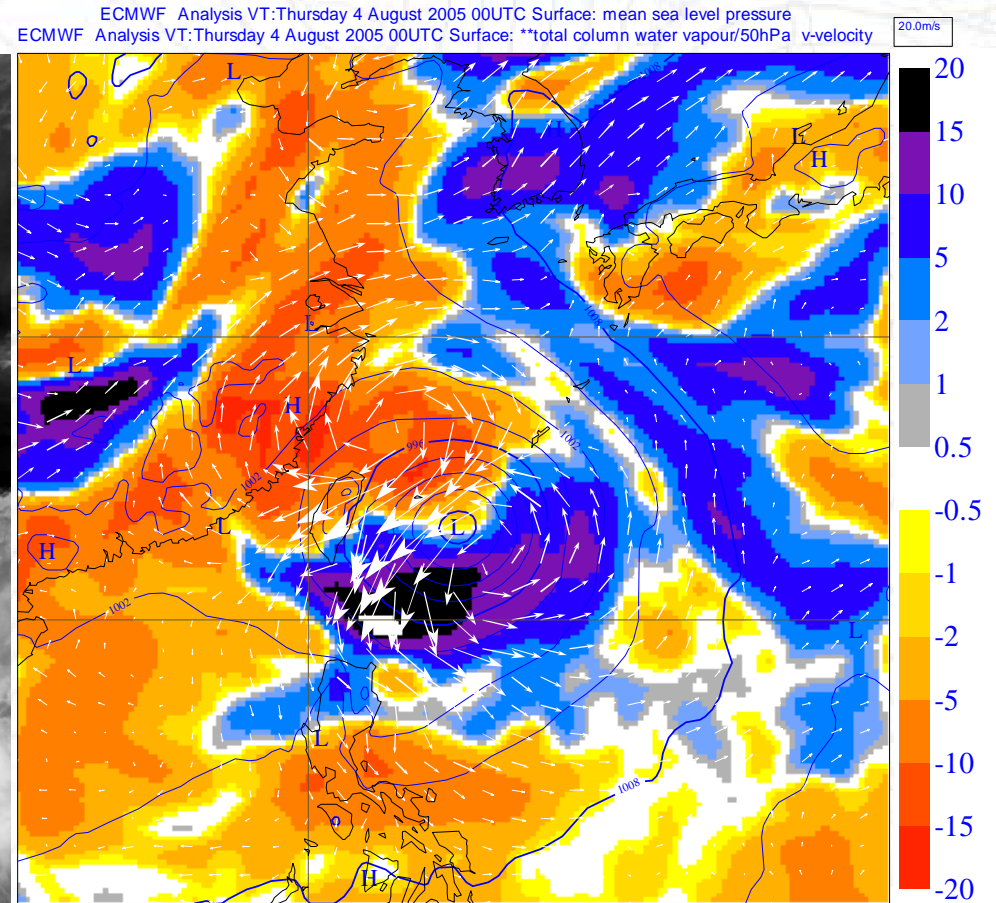 ECMWF Analysis VT:Thursday 4 August 2005 00UTC Surface: mean sea level pressure
ECMWF Analysis VT:Thursday 4 August 2005 00UTC Surface: **total column water vapour/50hPa v-velocity
20.0m/s
20
15
10
5
2
1
0.5
-0.5
-1
-2
-5
-10
-15
-20
L
L
H
L
L
H
996
1002
1002
L
L
H
1002
L
L
1008
H